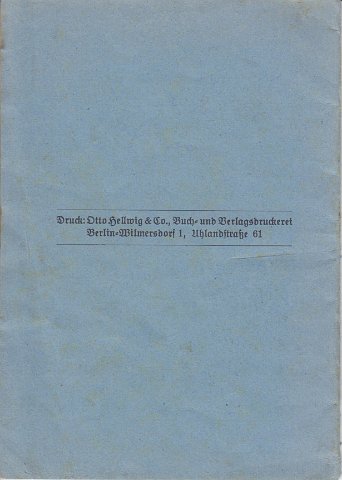 Druck: Otto Hellwig & Co., Buch- und Verlagsdruckerei
Berlin-Wilmersdorf 1, Uhlandstraße 61